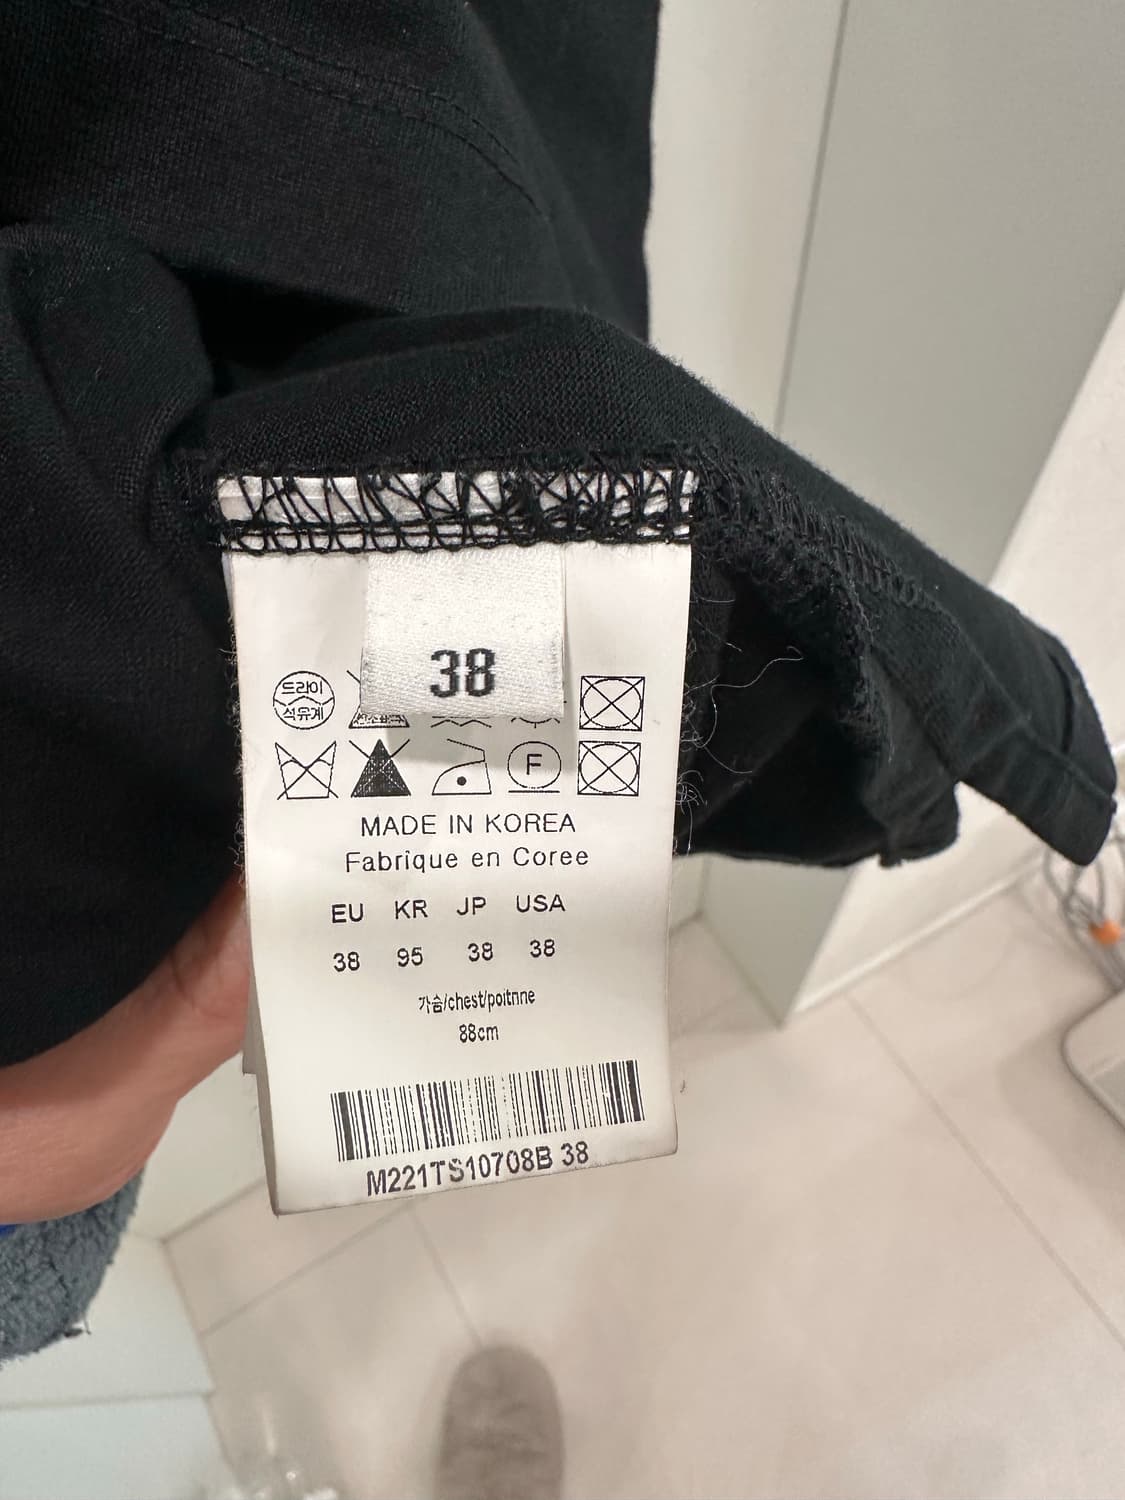 38
드라이
석유계
F
MADE IN KOREA
Fabrique en Coree
EU KR JP USA
38 95 38 38
가슴/chest/poitnne
88cm
M221TS10708B 38